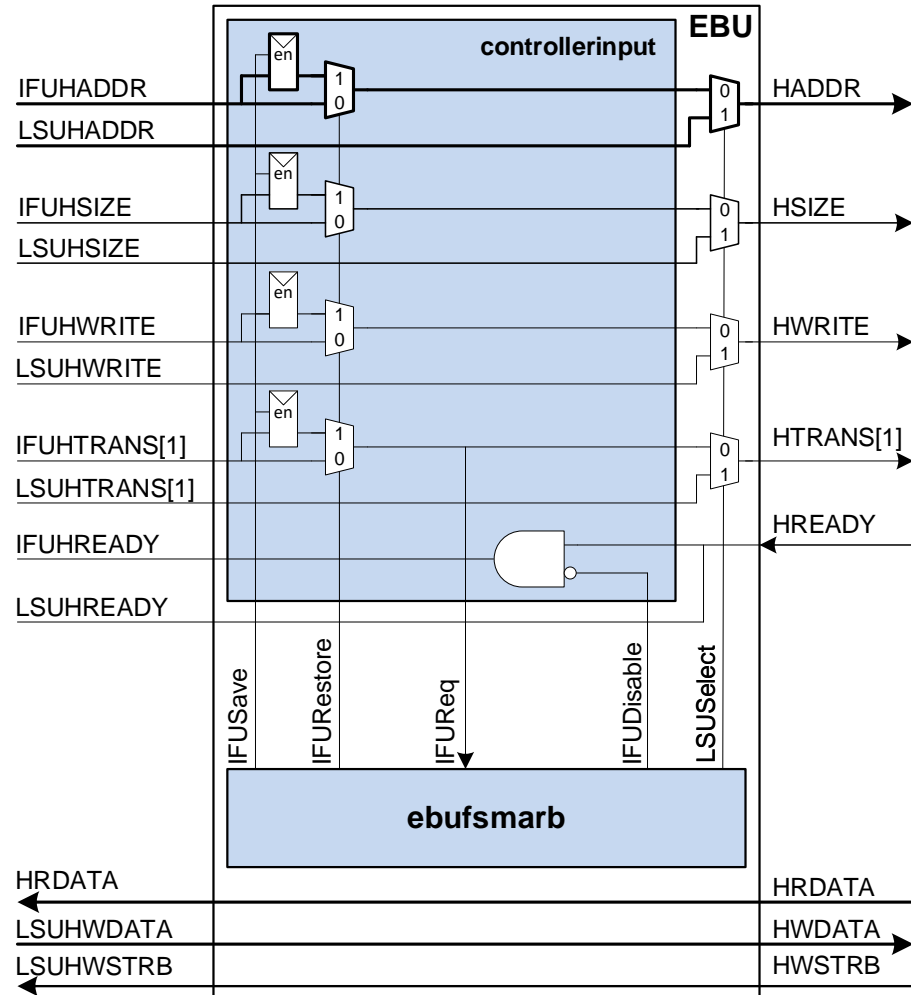 EBU
controllerinput
en
IFUHADDR
1
0
0
1
HADDR
LSUHADDR
en
IFUHSIZE
1
0
0
1
HSIZE
LSUHSIZE
en
IFUHWRITE
1
0
0
1
HWRITE
LSUHWRITE
en
IFUHTRANS[1]
1
0
0
1
HTRANS[1]
LSUHTRANS[1]
HREADY
IFUHREADY
LSUHREADY
IFUSave
IFURestore
IFUReq
IFUDisable
LSUSelect
ebufsmarb
HRDATA
HRDATA
LSUHWDATA
HWDATA
LSUHWSTRB
HWSTRB